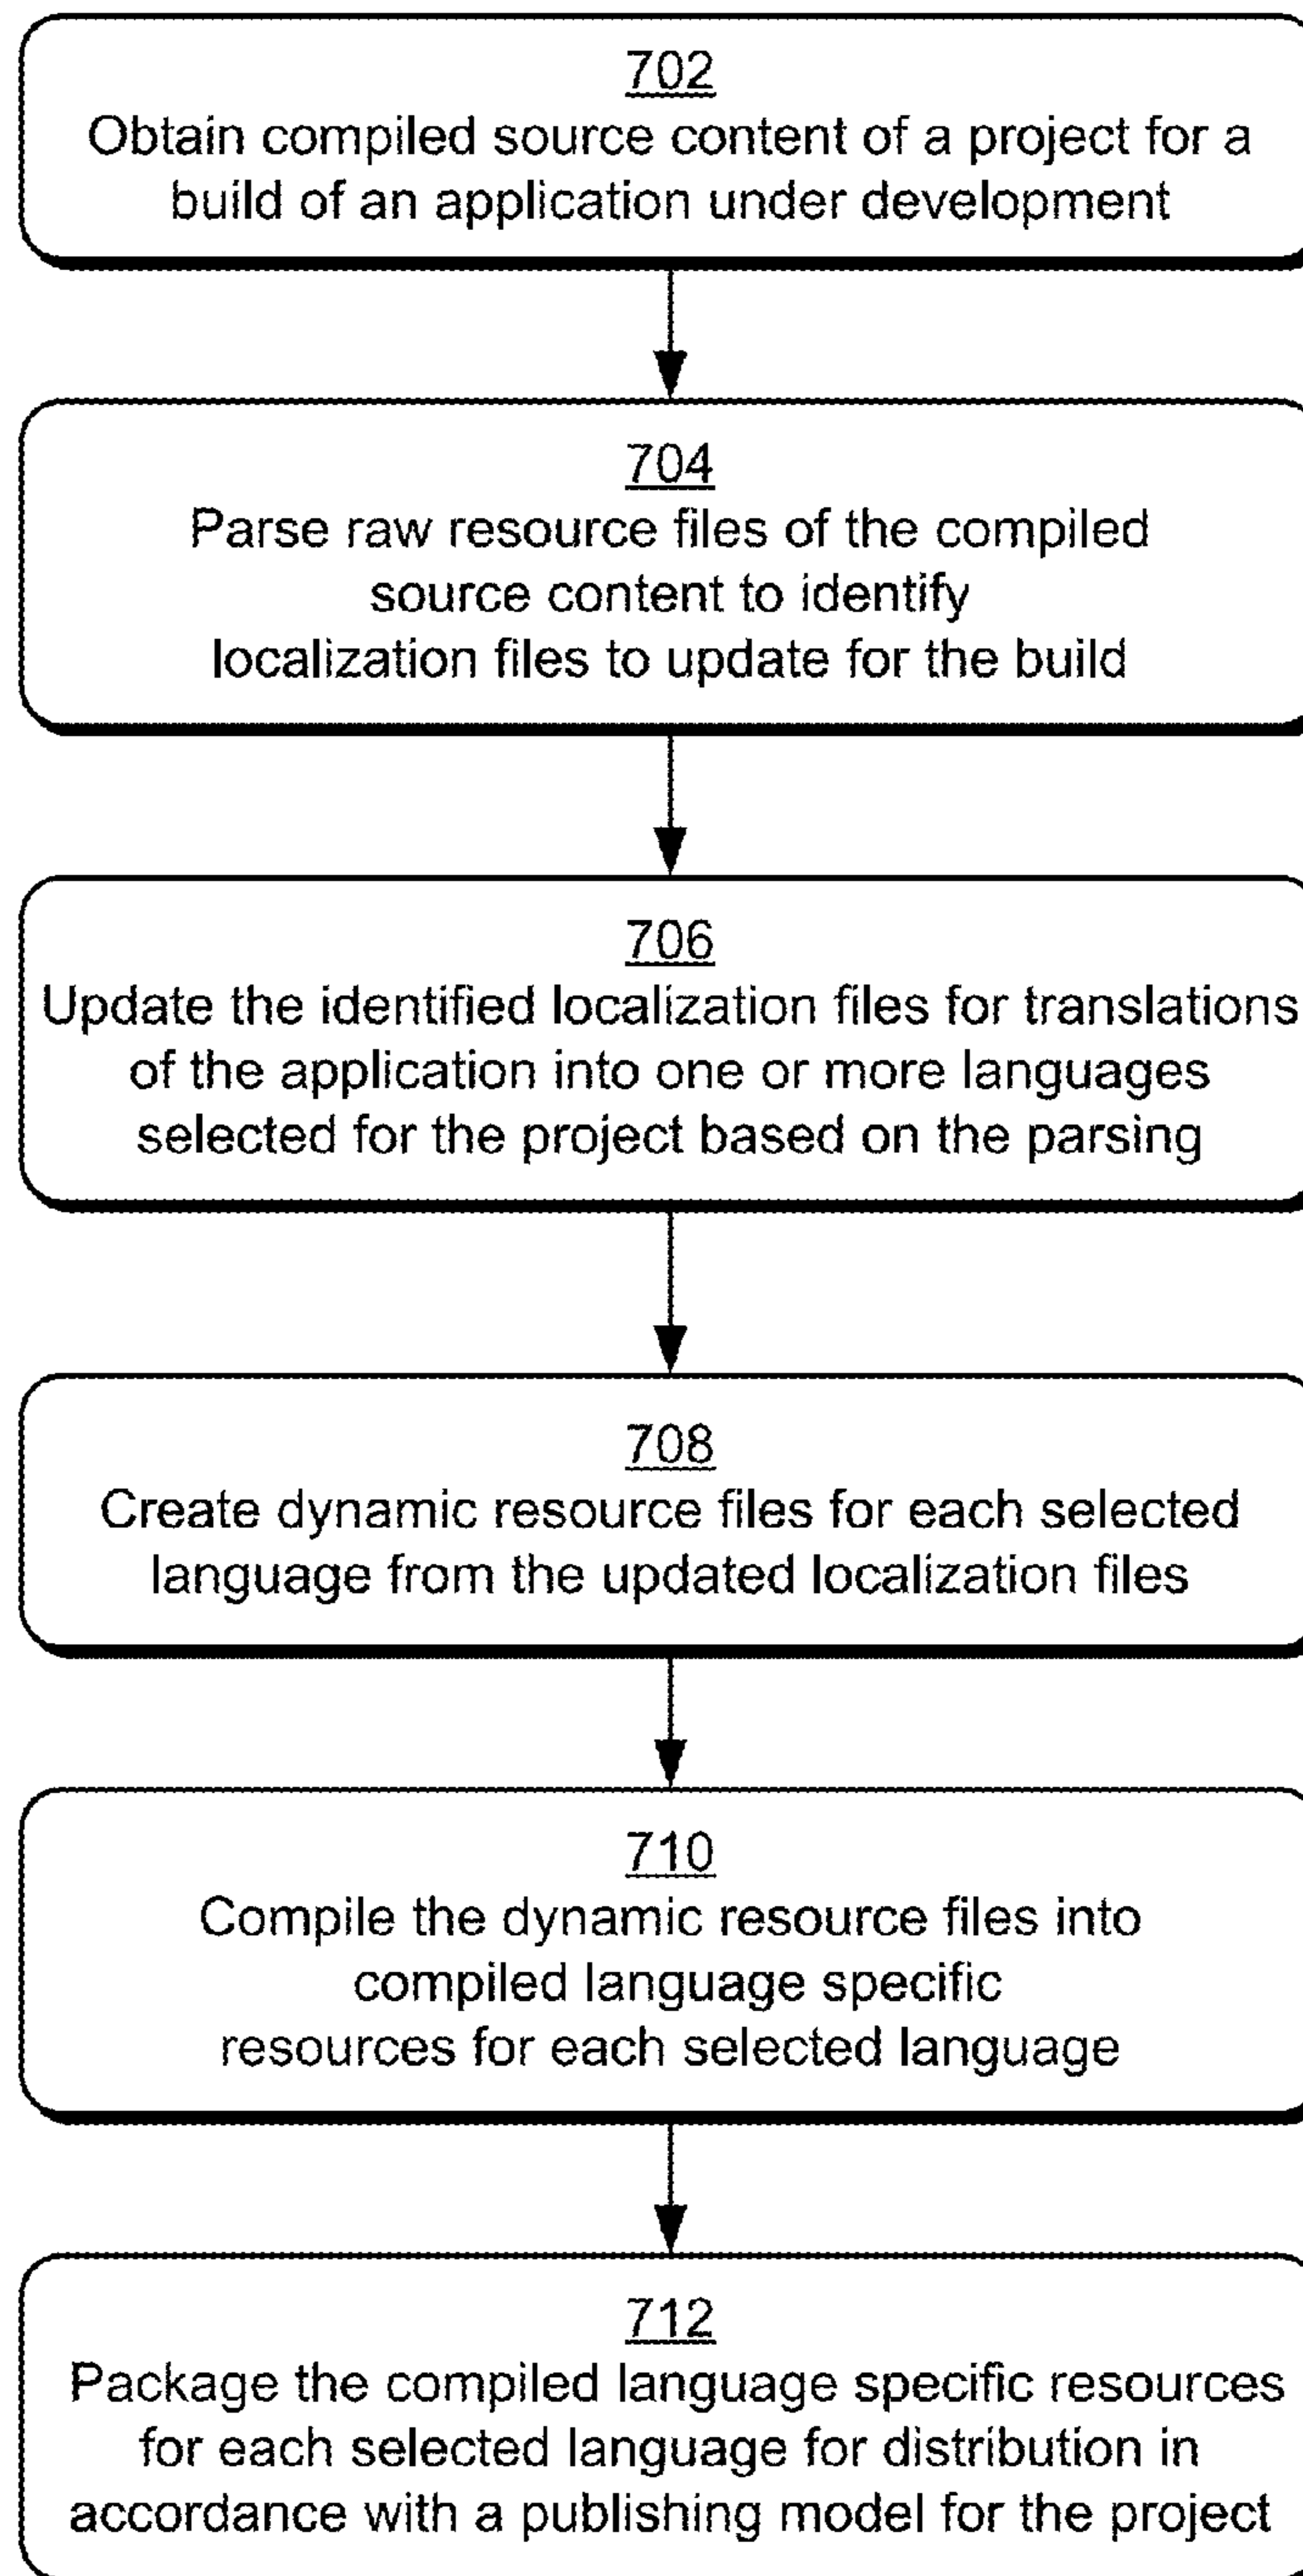 702
Obtain compiled source content of a project for a
build of an application under development
704
Parse raw resource files of the compiled
source content to identify
localization files to update for the build
706
Update the identified localization files for translations
of the application into one or more languages
selected for the project based on the parsing
708
Create dynamic resource files for each selected
language from the updated localization files
710
Compile the dynamic resource files into
compiled language specific
resources for each selected language
712
Package the compiled language specific resources
for each selected language for distribution in
accordance with a publishing model for the project